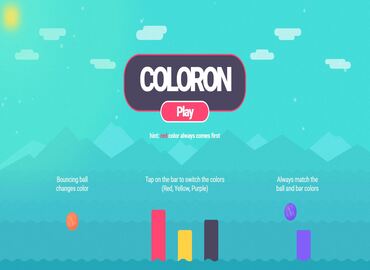 COLORON
Play
hint: red color always comes first
Bouncing ball
changes color
Tap on the bar to switch the colors
(Red, Yellow, Purple)
Always match the
ball and bar colors